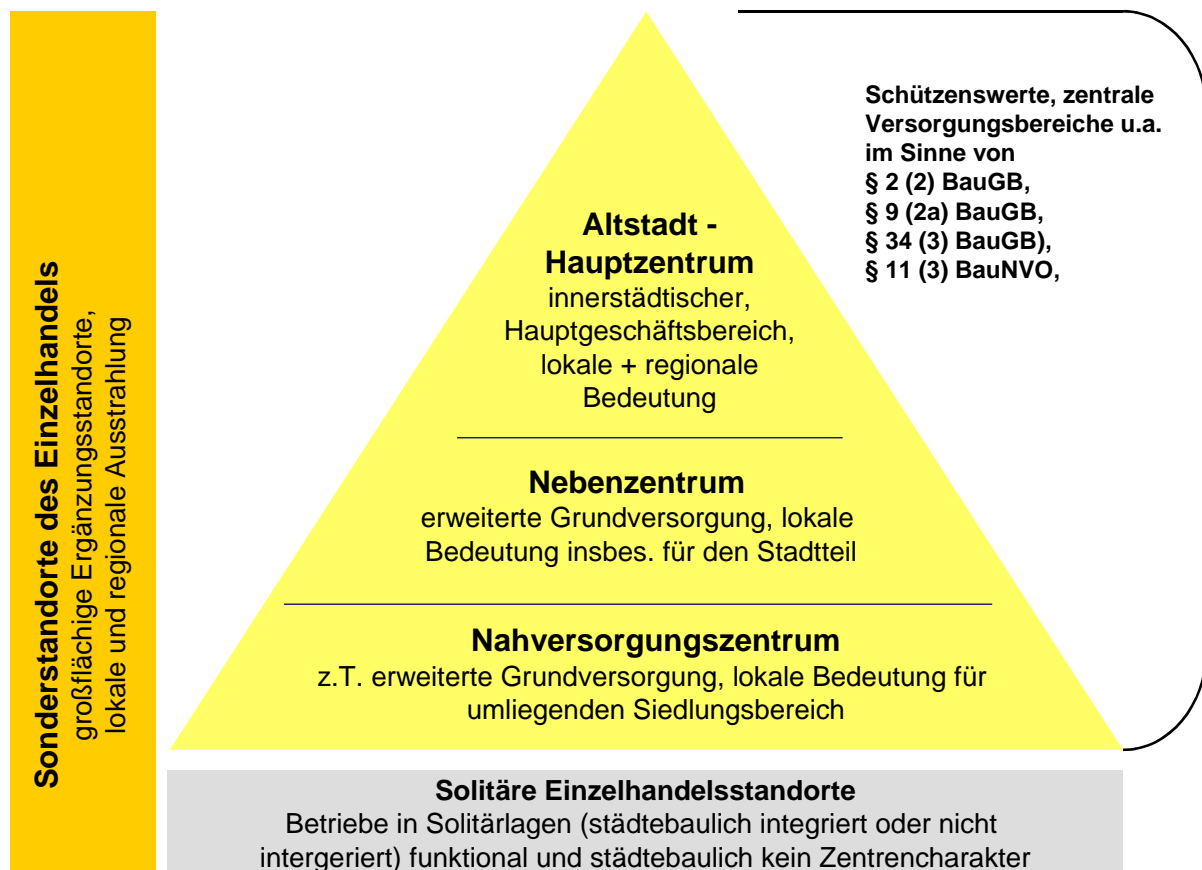 Sonderstandorte des Einzelhandels
großflächige Ergänzungsstandorte,
lokale und regionale Ausstrahlung
Schützenswerte, zentrale
Versorgungsbereiche u.a.
im Sinne von
§ 2 (2) BauGB,
§ 9 (2a) BauGB,
§ 34 (3) BauGB),
§ 11 (3) BauNVO,
Altstadt -
Hauptzentrum
innerstädtischer,
Hauptgeschäftsbereich,
lokale + regionale
Bedeutung
Nebenzentrum
erweiterte Grundversorgung, lokale
Bedeutung insbes. für den Stadtteil
Nahversorgungszentrum
z.T. erweiterte Grundversorgung, lokale Bedeutung für
umliegenden Siedlungsbereich
Solitäre Einzelhandelsstandorte
Betriebe in Solitärlagen (städtebaulich integriert oder nicht
intergeriert) funktional und städtebaulich kein Zentrencharakter